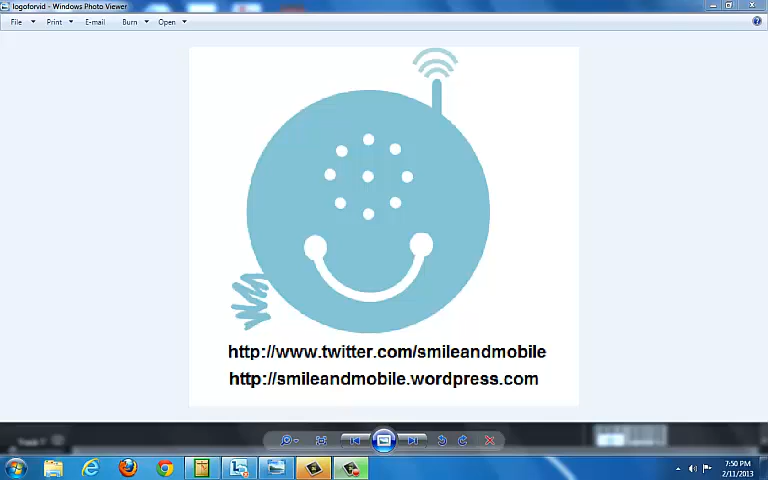 logoforvid - Windows Photo Viewer
File Print E-mail Burn Open
http://www.twitter.com/smileandmobile
http://smileandmobile.wordpress.com
7:50 PM
2/11/2013